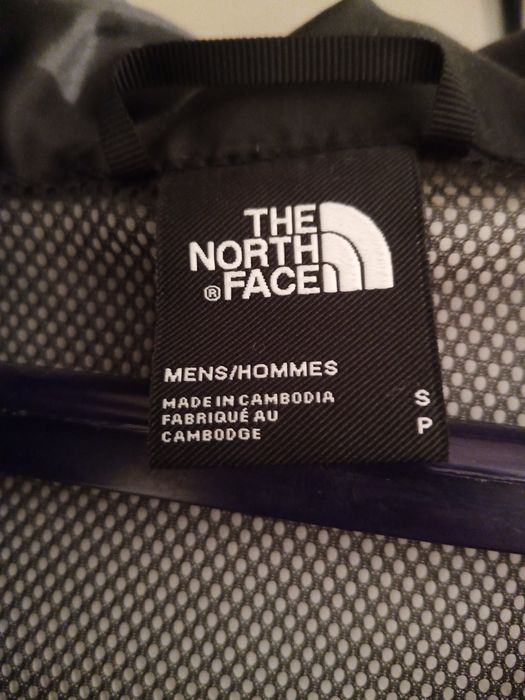 THE
NORTH
® FACE
MENS/HOMMES
MADE IN CAMBODIA
FABRIQUÉ AU
CAMBODGE
S
P